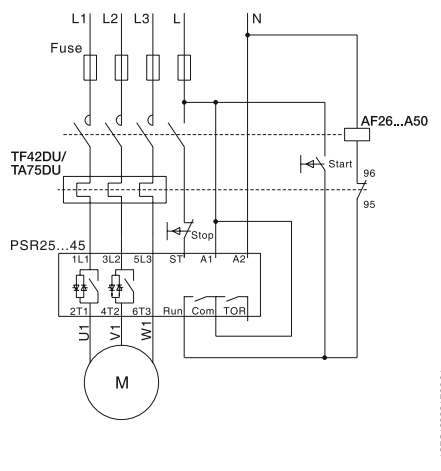 L1 L2 L3 L N
Fuse
AF26...A50
TF42DU/
TA75DU
Start
96
95
Stop
PSR25...45
1L1 3L2 5L3 ST A1 A2
2T1 4T2 6T3 Run Com TOR
U1 V1 W1
M